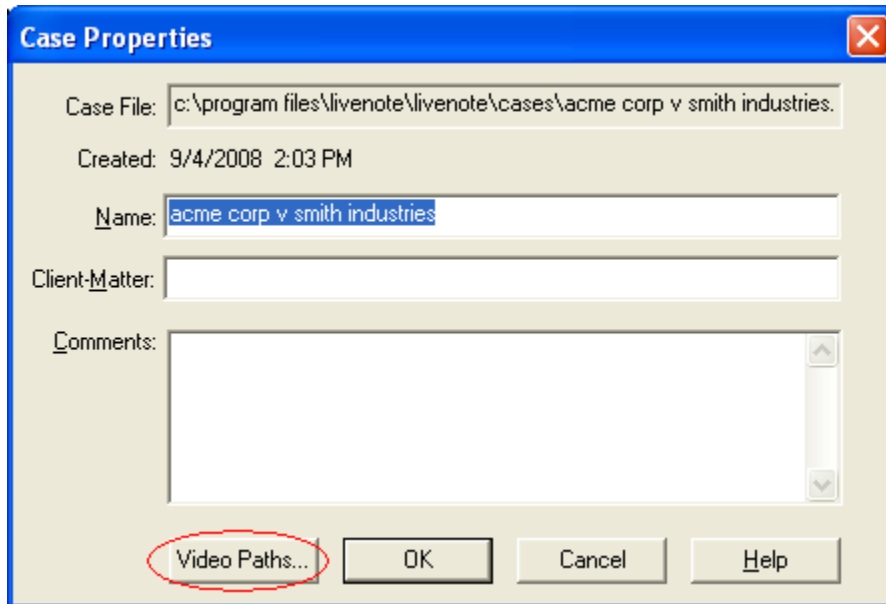 Case Properties
Case File: c:\program files\livenote\livenote\cases\acme corp v smith industries.
Created: 9/4/2008 2:03 PM
Name: acme corp v smith industries
Client-Matter:
Comments:
Video Paths... OK Cancel Help